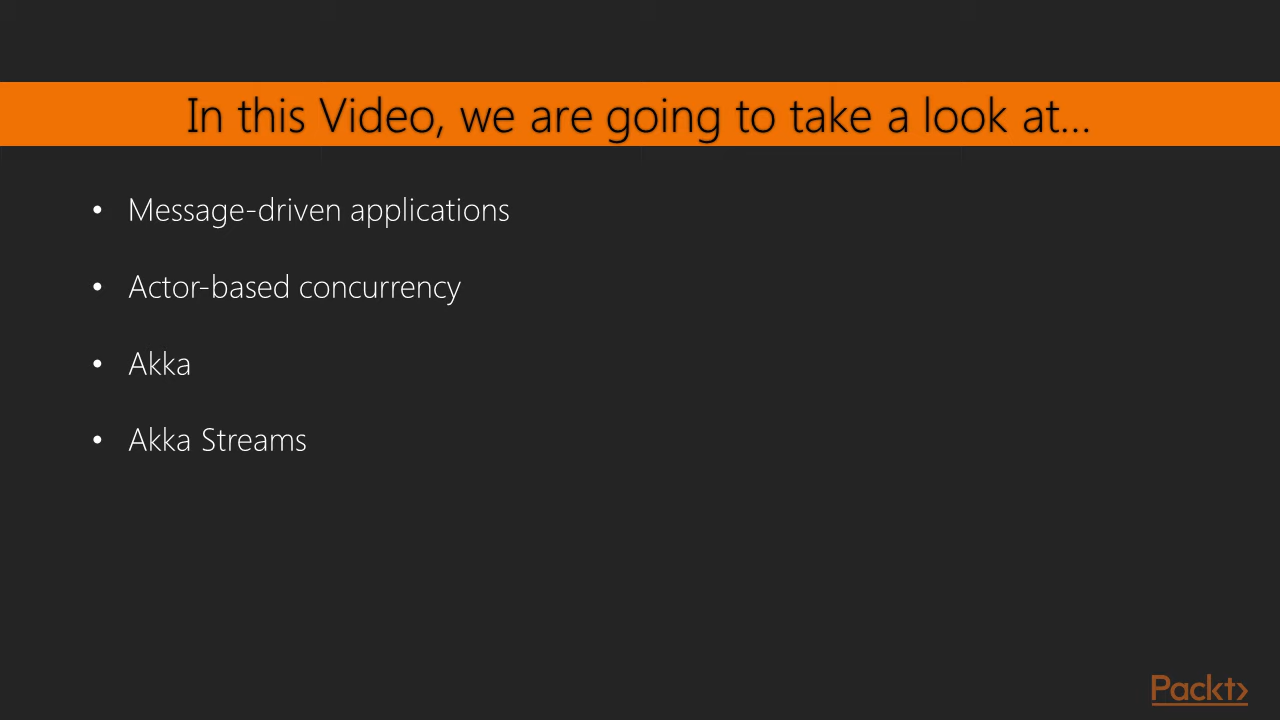 In this Video, we are going to take a look at...
• Message-driven applications
• Actor-based concurrency
• Akka
• Akka Streams
Packt>